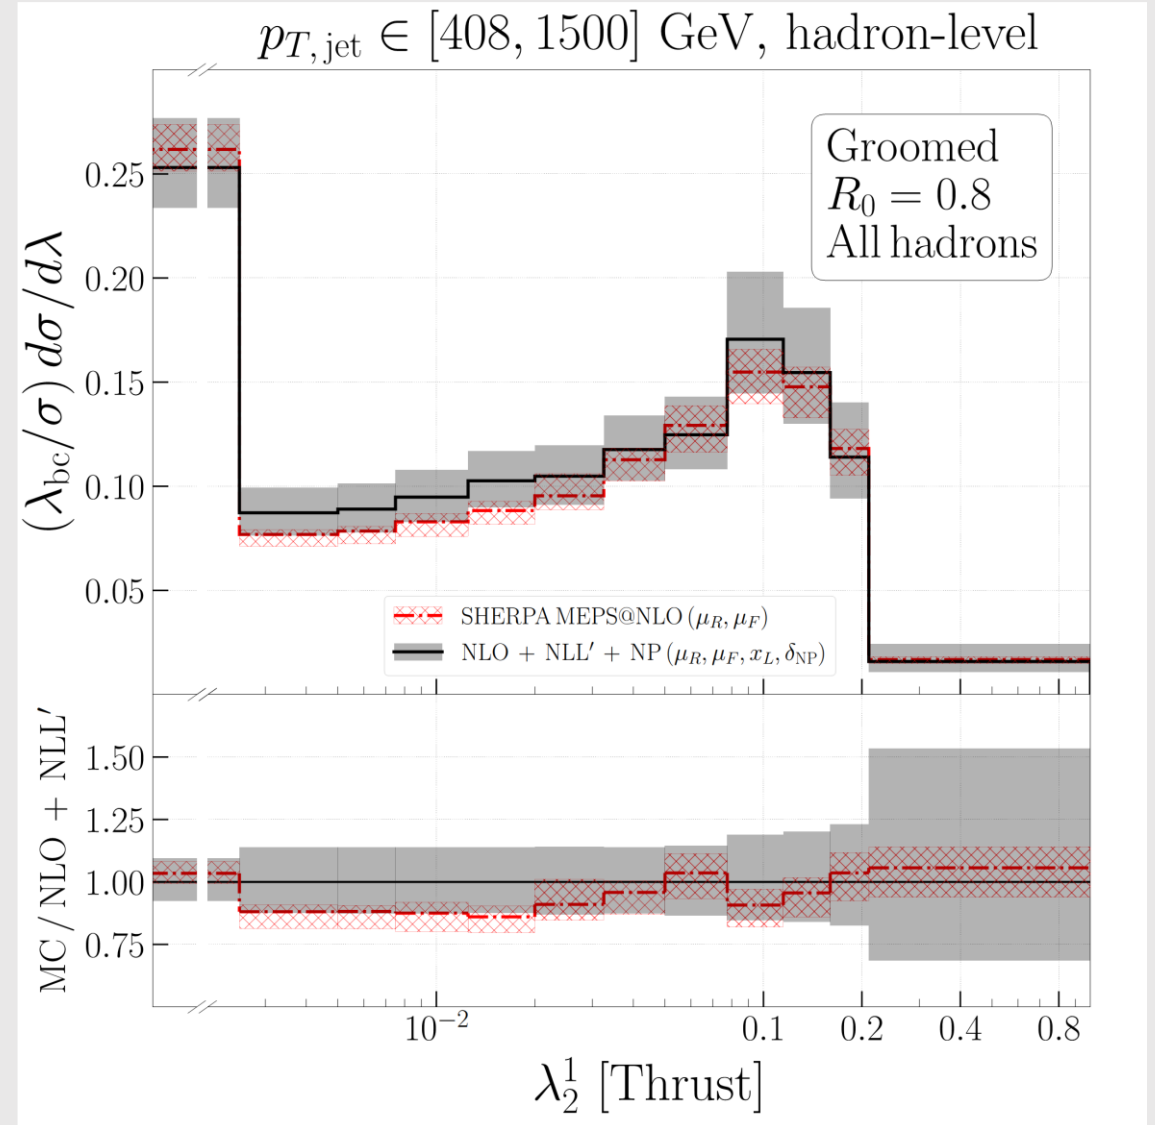 p_{T, jet} ∈ [408, 1500] GeV, hadron-level
Groomed
R_0 = 0.8
All hadrons
(λ_bc/σ) dσ/dλ
0.25
0.20
0.15
0.10
0.05
SHERPA MEPS@NLO (μ_R, μ_F)
NLO + NLL′ + NP (μ_R, μ_F, x_L, δ_NP)
MC / NLO + NLL′
1.50
1.25
1.00
0.75
10^{-2} 0.1 0.2 0.4 0.8
λ^1_2 [Thrust]